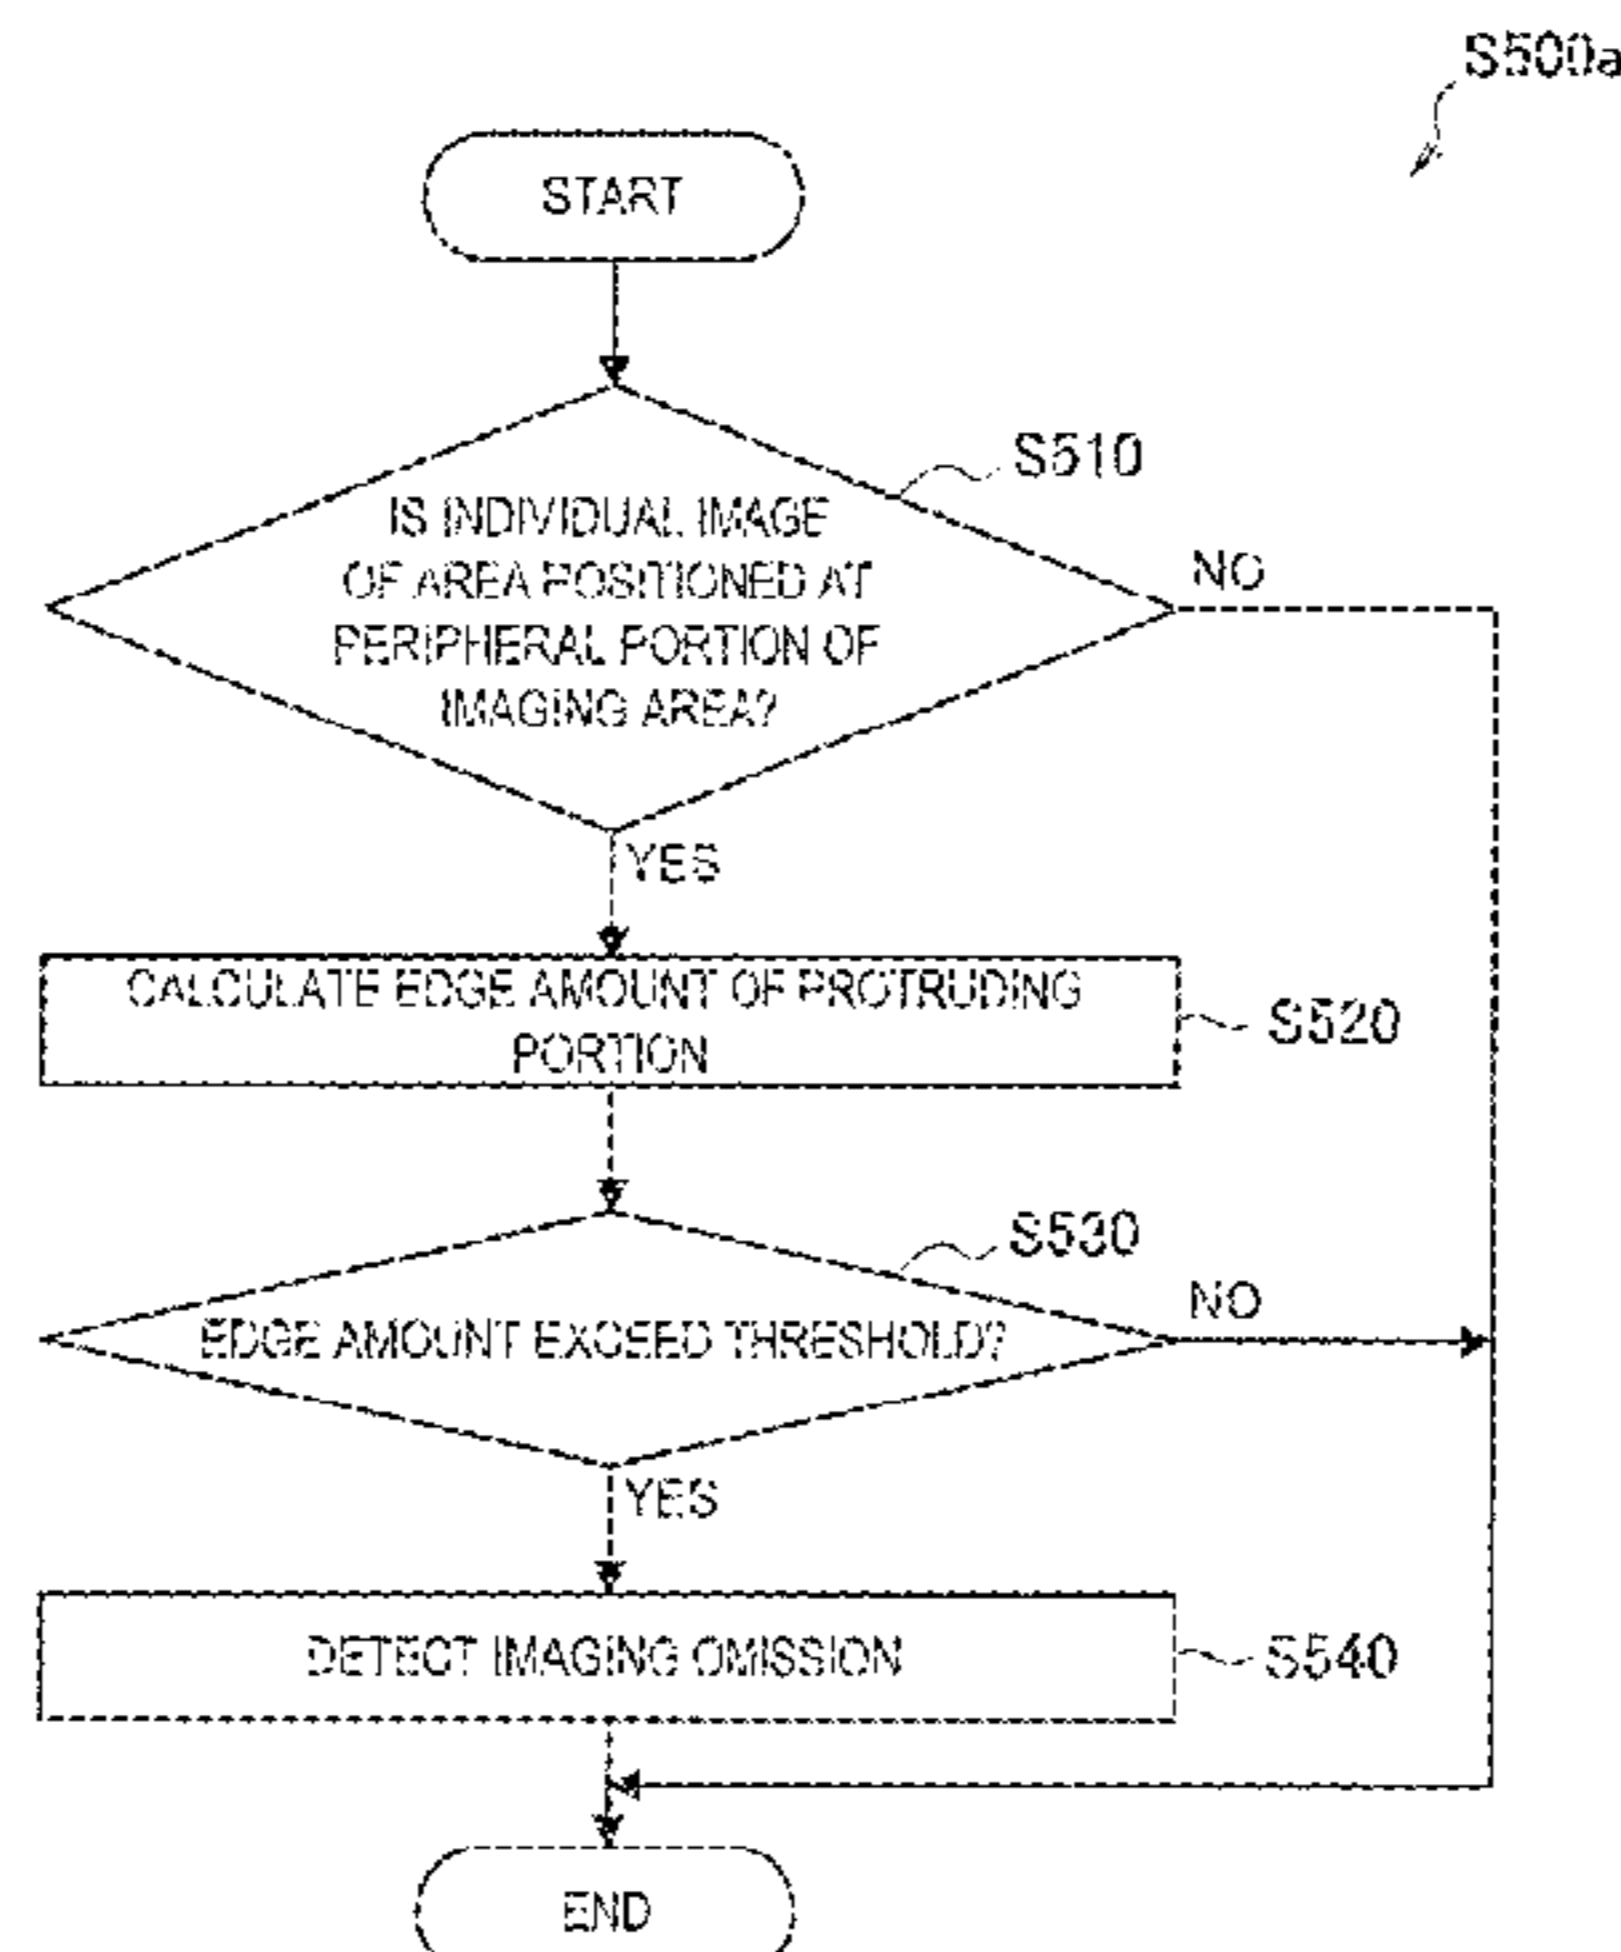 S500a
START
S510
IS INDIVIDUAL IMAGE
OF AREA POSITIONED AT
PERIPHERAL PORTION OF
IMAGING AREA?
NO
YES
CALCULATE EDGE AMOUNT OF PROTRUDING
PORTION
S520
S530
EDGE AMOUNT EXCEED THRESHOLD?
NO
YES
DETECT IMAGING OMISSION
S540
END